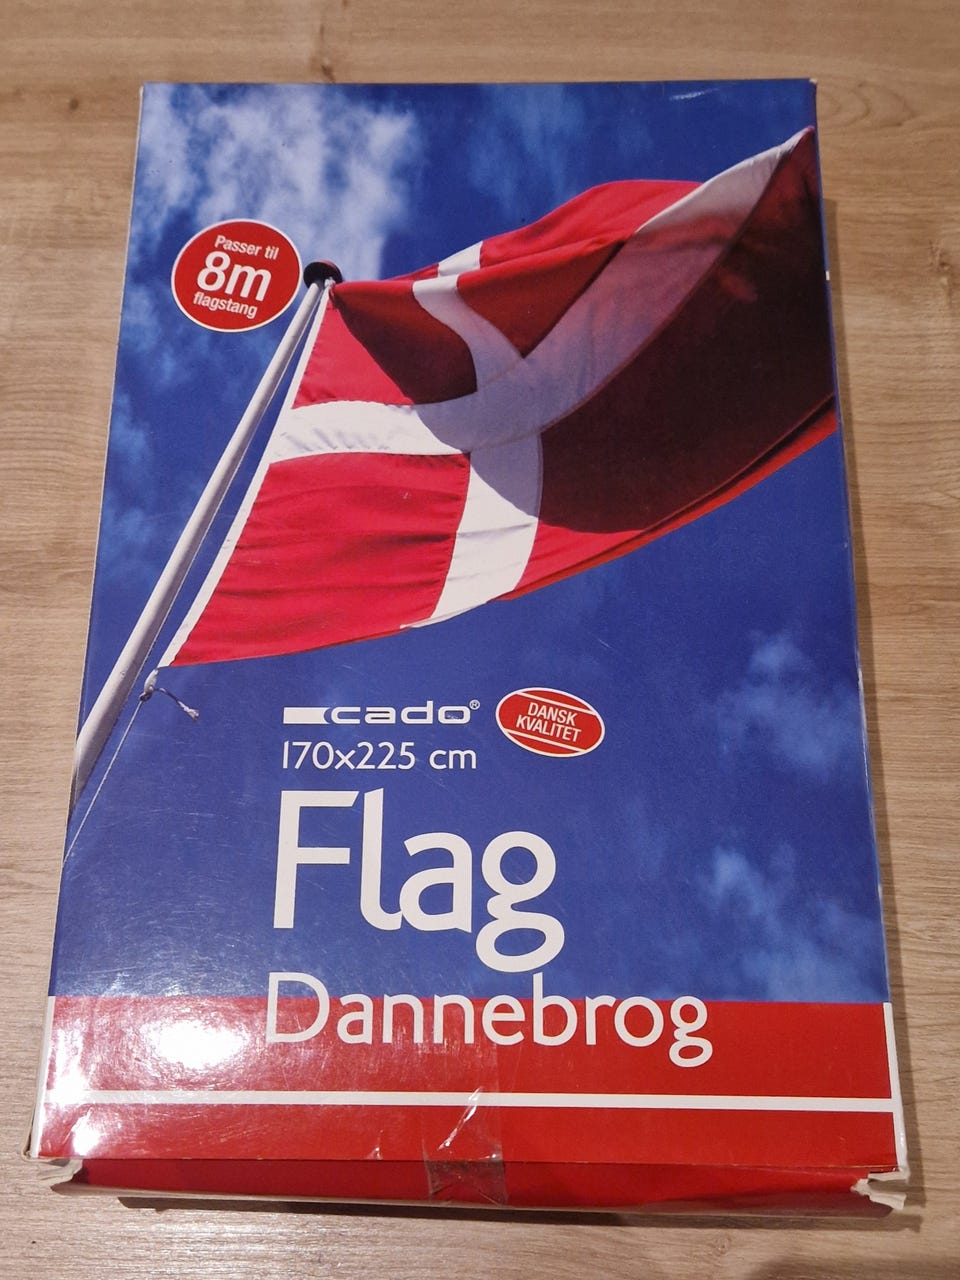 Passer til
8m
flagstang
cado®
DANSK
KVALITET
170x225 cm
Flag
Dannebrog